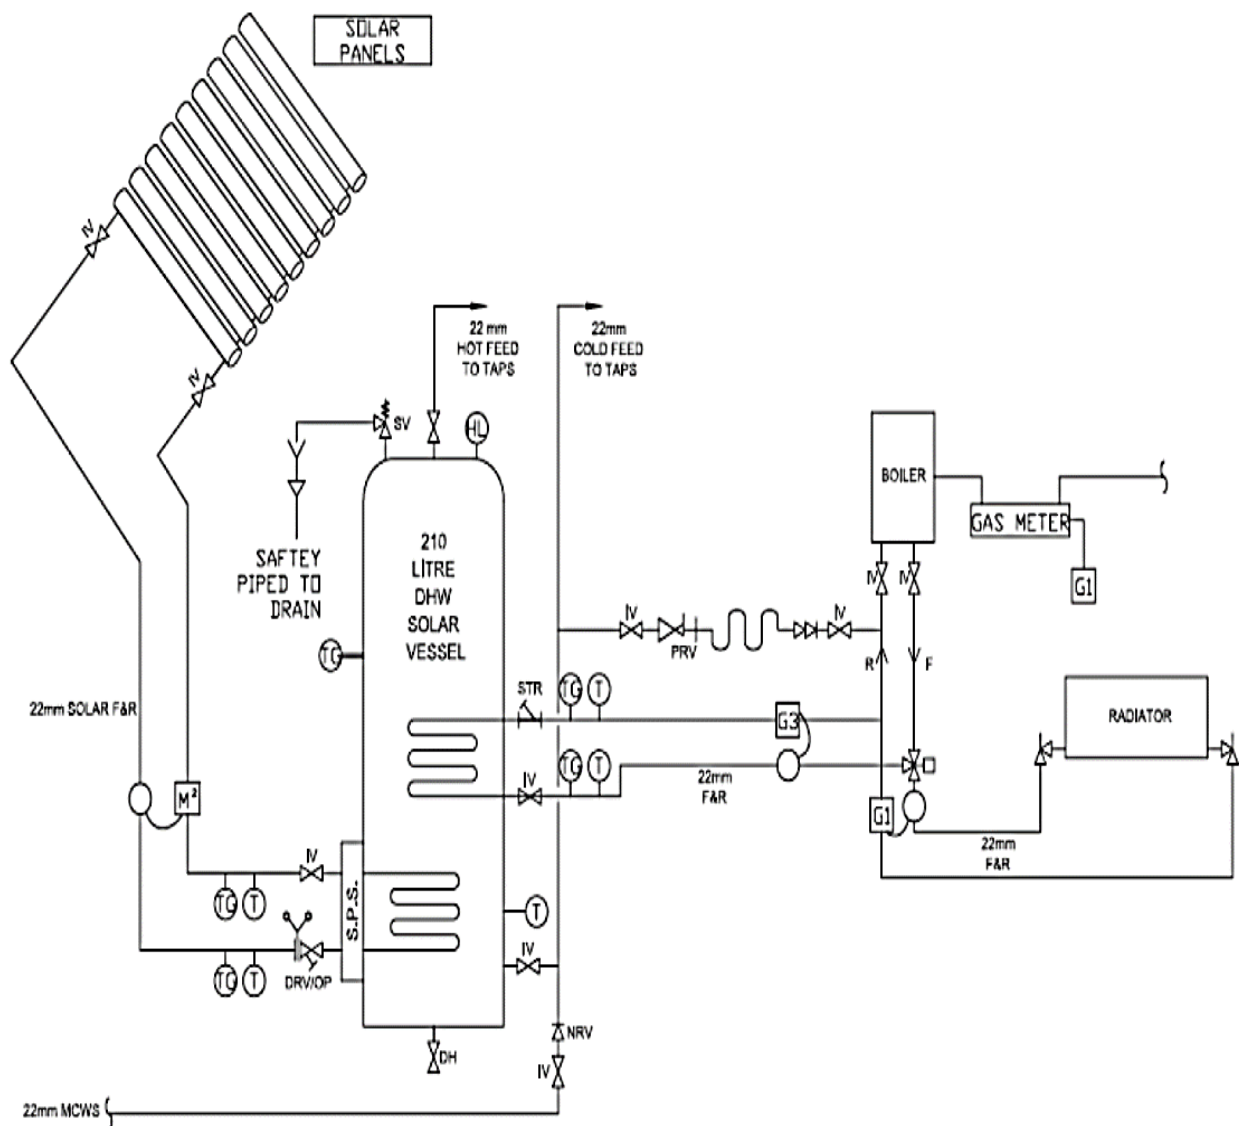 SOLAR
PANELS
IV
IV
22 mm
HOT FEED
TO TAPS
22mm
COLD FEED
TO TAPS
SV
HL
BOILER
GAS METER
G1
SAFTEY
PIPED TO
DRAIN
210
LITRE
DHW
SOLAR
VESSEL
IV
IV
IV
IV
PRV
R
F
TG
STR
TG
T
G3
RADIATOR
22mm SOLAR F&R
IV
TG
T
22mm
F&R
M²
G1
22mm
F&R
IV
TG
T
S.P.S.
T
IV
TG
T
DRV/OP
NRV
DH
IV
22mm MCWS